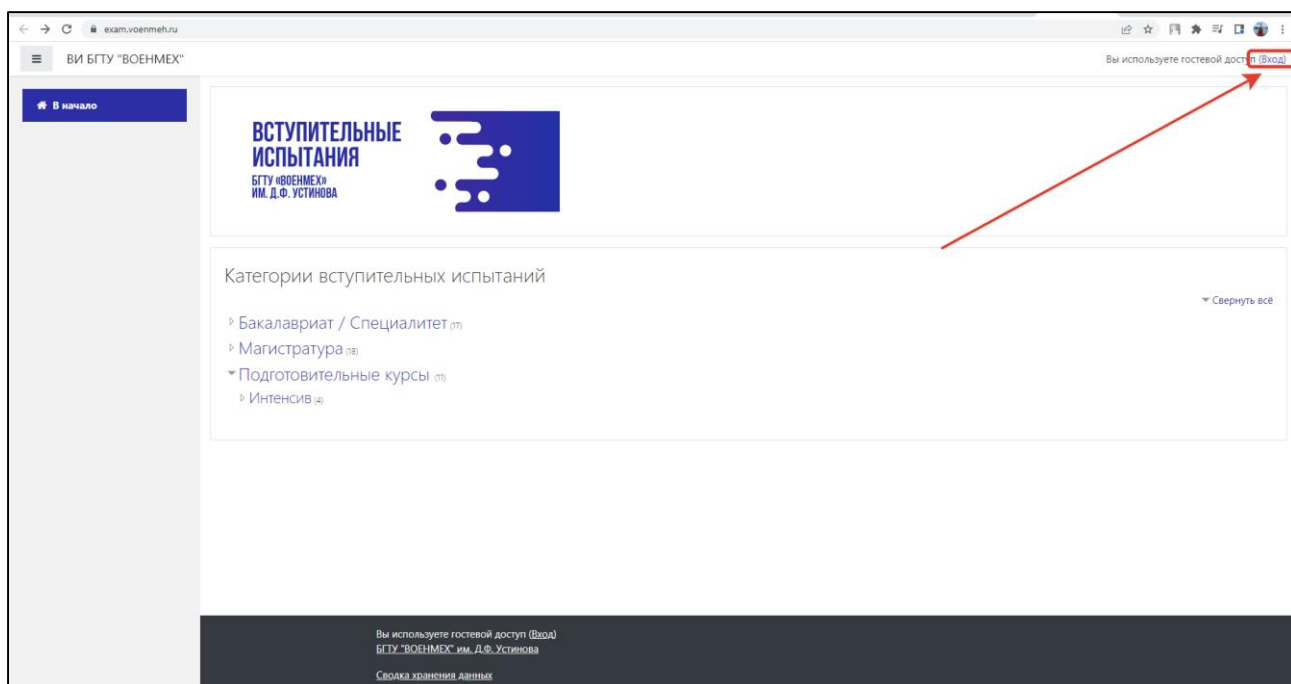 exam.voenmeh.ru
ВИ БГТУ "ВОЕНМЕХ"
Вы используете гостевой доступ (Вход)
В начало
ВСТУПИТЕЛЬНЫЕ
ИСПЫТАНИЯ
БГТУ «ВОЕНМЕХ»
ИМ. Д.Ф. УСТИНОВА
Категории вступительных испытаний
Свернуть всё
Бакалавриат / Специалитет (17)
Магистратура (18)
Подготовительные курсы (11)
Интенсив (4)
Вы используете гостевой доступ (Вход)
БГТУ "ВОЕНМЕХ" им. Д.Ф. Устинова
Сводка хранения данных